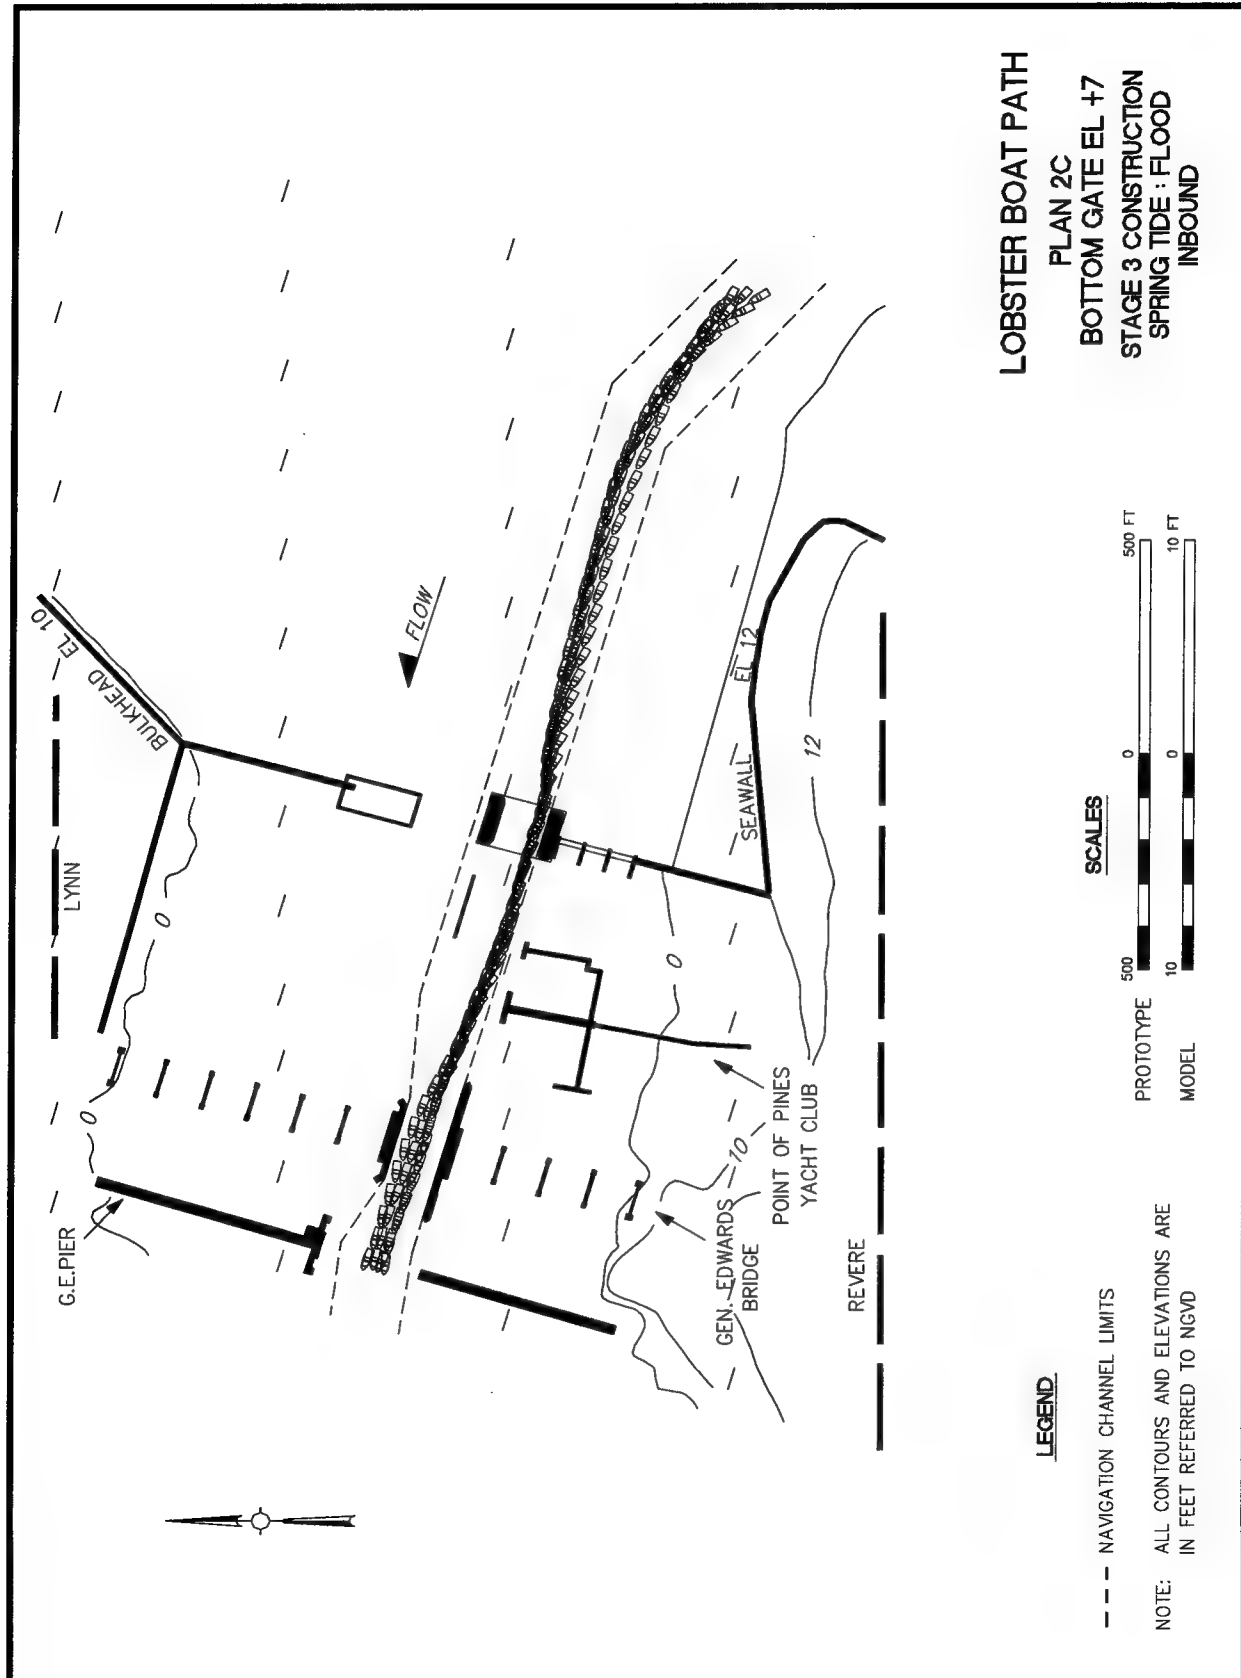 LYNN
BULKHEAD EL 10
G.E.PIER
0
0
FLOW
SEAWALL
EL 12
12
0
10
GEN. EDWARDS
BRIDGE
POINT OF PINES
YACHT CLUB
REVERE
LEGEND
NAVIGATION CHANNEL LIMITS
NOTE: ALL CONTOURS AND ELEVATIONS ARE
IN FEET REFERRED TO NGVD
SCALES
PROTOTYPE 500 0 500 FT
MODEL 10 0 10 FT
LOBSTER BOAT PATH
PLAN 2C
BOTTOM GATE EL +7
STAGE 3 CONSTRUCTION
SPRING TIDE : FLOOD
INBOUND